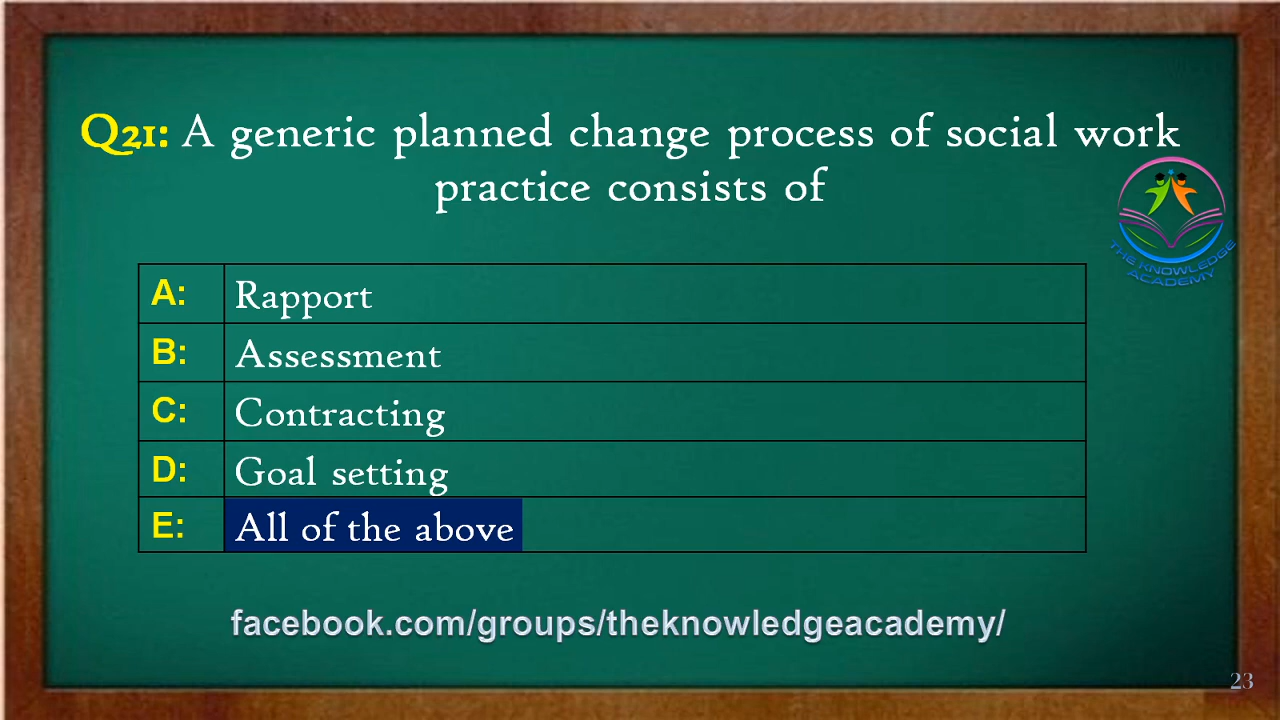 Q21: A generic planned change process of social work
practice consists of
THE KNOWLEDGE
ACADEMY
A: Rapport
B: Assessment
C: Contracting
D: Goal setting
E: All of the above
facebook.com/groups/theknowledgeacademy/
23